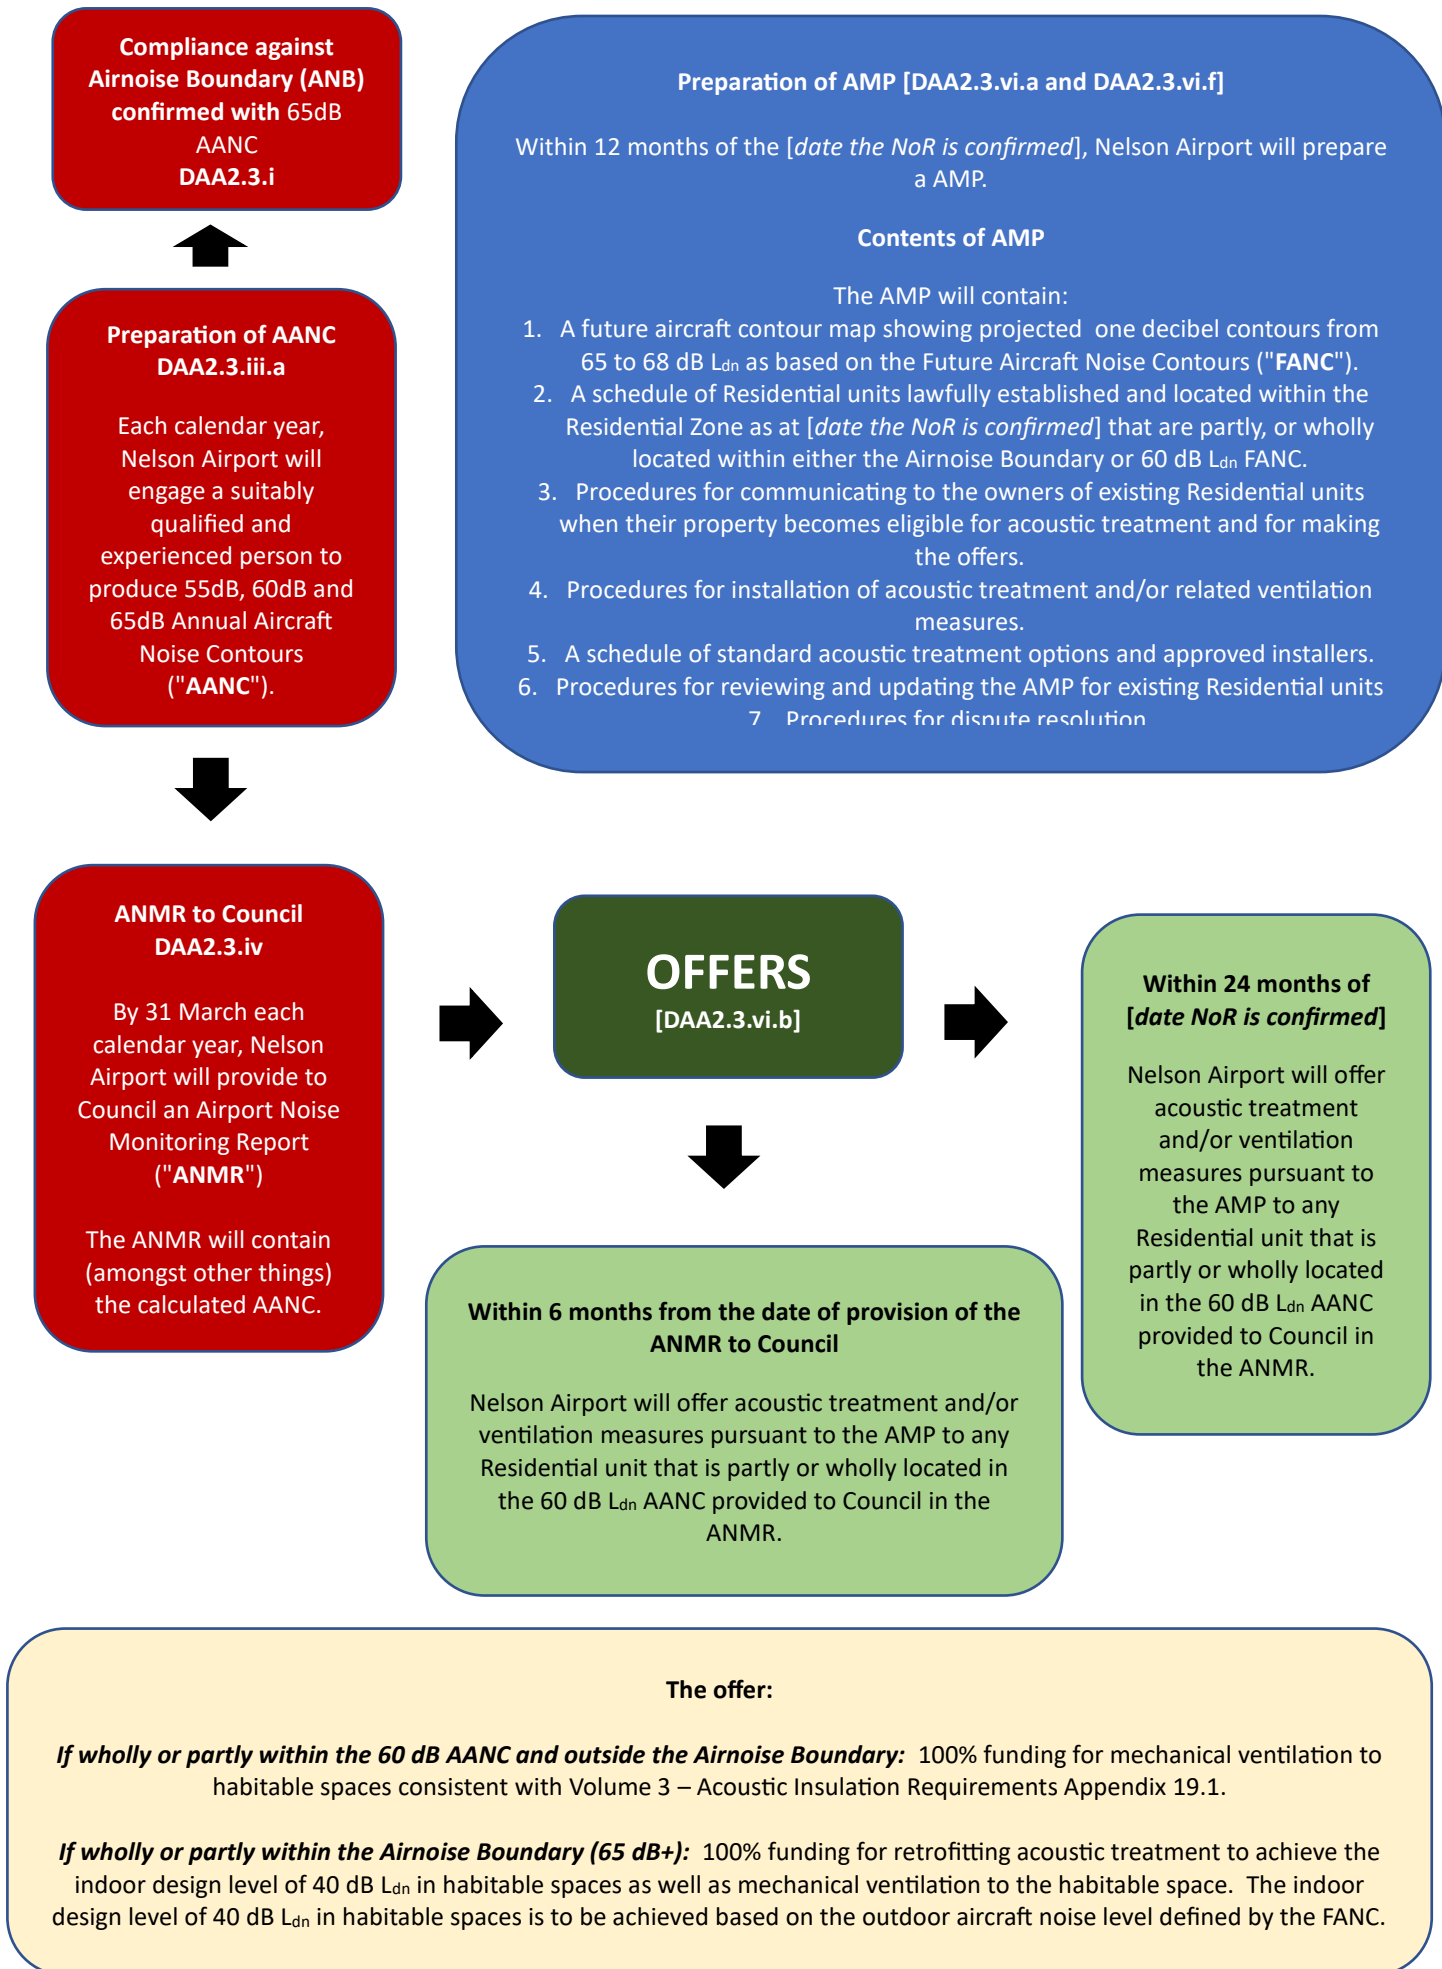 Compliance against
Airnoise Boundary (ANB)
confirmed with 65dB
AANC
DAA2.3.i
Preparation of AMP [DAA2.3.vi.a and DAA2.3.vi.f]
Within 12 months of the [date the NoR is confirmed], Nelson Airport will prepare
a AMP.
Contents of AMP
The AMP will contain:
1. A future aircraft contour map showing projected one decibel contours from
65 to 68 dB Ldn as based on the Future Aircraft Noise Contours ("FANC").
2. A schedule of Residential units lawfully established and located within the
Residential Zone as at [date the NoR is confirmed] that are partly, or wholly
located within either the Airnoise Boundary or 60 dB Ldn FANC.
3. Procedures for communicating to the owners of existing Residential units
when their property becomes eligible for acoustic treatment and for making
the offers.
4. Procedures for installation of acoustic treatment and/or related ventilation
measures.
5. A schedule of standard acoustic treatment options and approved installers.
6. Procedures for reviewing and updating the AMP for existing Residential units
7. Procedures for dispute resolution
Preparation of AANC
DAA2.3.iii.a
Each calendar year,
Nelson Airport will
engage a suitably
qualified and
experienced person to
produce 55dB, 60dB and
65dB Annual Aircraft
Noise Contours
("AANC").
ANMR to Council
DAA2.3.iv
By 31 March each
calendar year, Nelson
Airport will provide to
Council an Airport Noise
Monitoring Report
("ANMR")
The ANMR will contain
(amongst other things)
the calculated AANC.
OFFERS
[DAA2.3.vi.b]
Within 24 months of
[date NoR is confirmed]
Nelson Airport will offer
acoustic treatment
and/or ventilation
measures pursuant to
the AMP to any
Residential unit that is
partly or wholly located
in the 60 dB Ldn AANC
provided to Council in
the ANMR.
Within 6 months from the date of provision of the
ANMR to Council
Nelson Airport will offer acoustic treatment and/or
ventilation measures pursuant to the AMP to any
Residential unit that is partly or wholly located in
the 60 dB Ldn AANC provided to Council in the
ANMR.
The offer:
If wholly or partly within the 60 dB AANC and outside the Airnoise Boundary: 100% funding for mechanical ventilation to
habitable spaces consistent with Volume 3 – Acoustic Insulation Requirements Appendix 19.1.
If wholly or partly within the Airnoise Boundary (65 dB+): 100% funding for retrofitting acoustic treatment to achieve the
indoor design level of 40 dB Ldn in habitable spaces as well as mechanical ventilation to the habitable space. The indoor
design level of 40 dB Ldn in habitable spaces is to be achieved based on the outdoor aircraft noise level defined by the FANC.